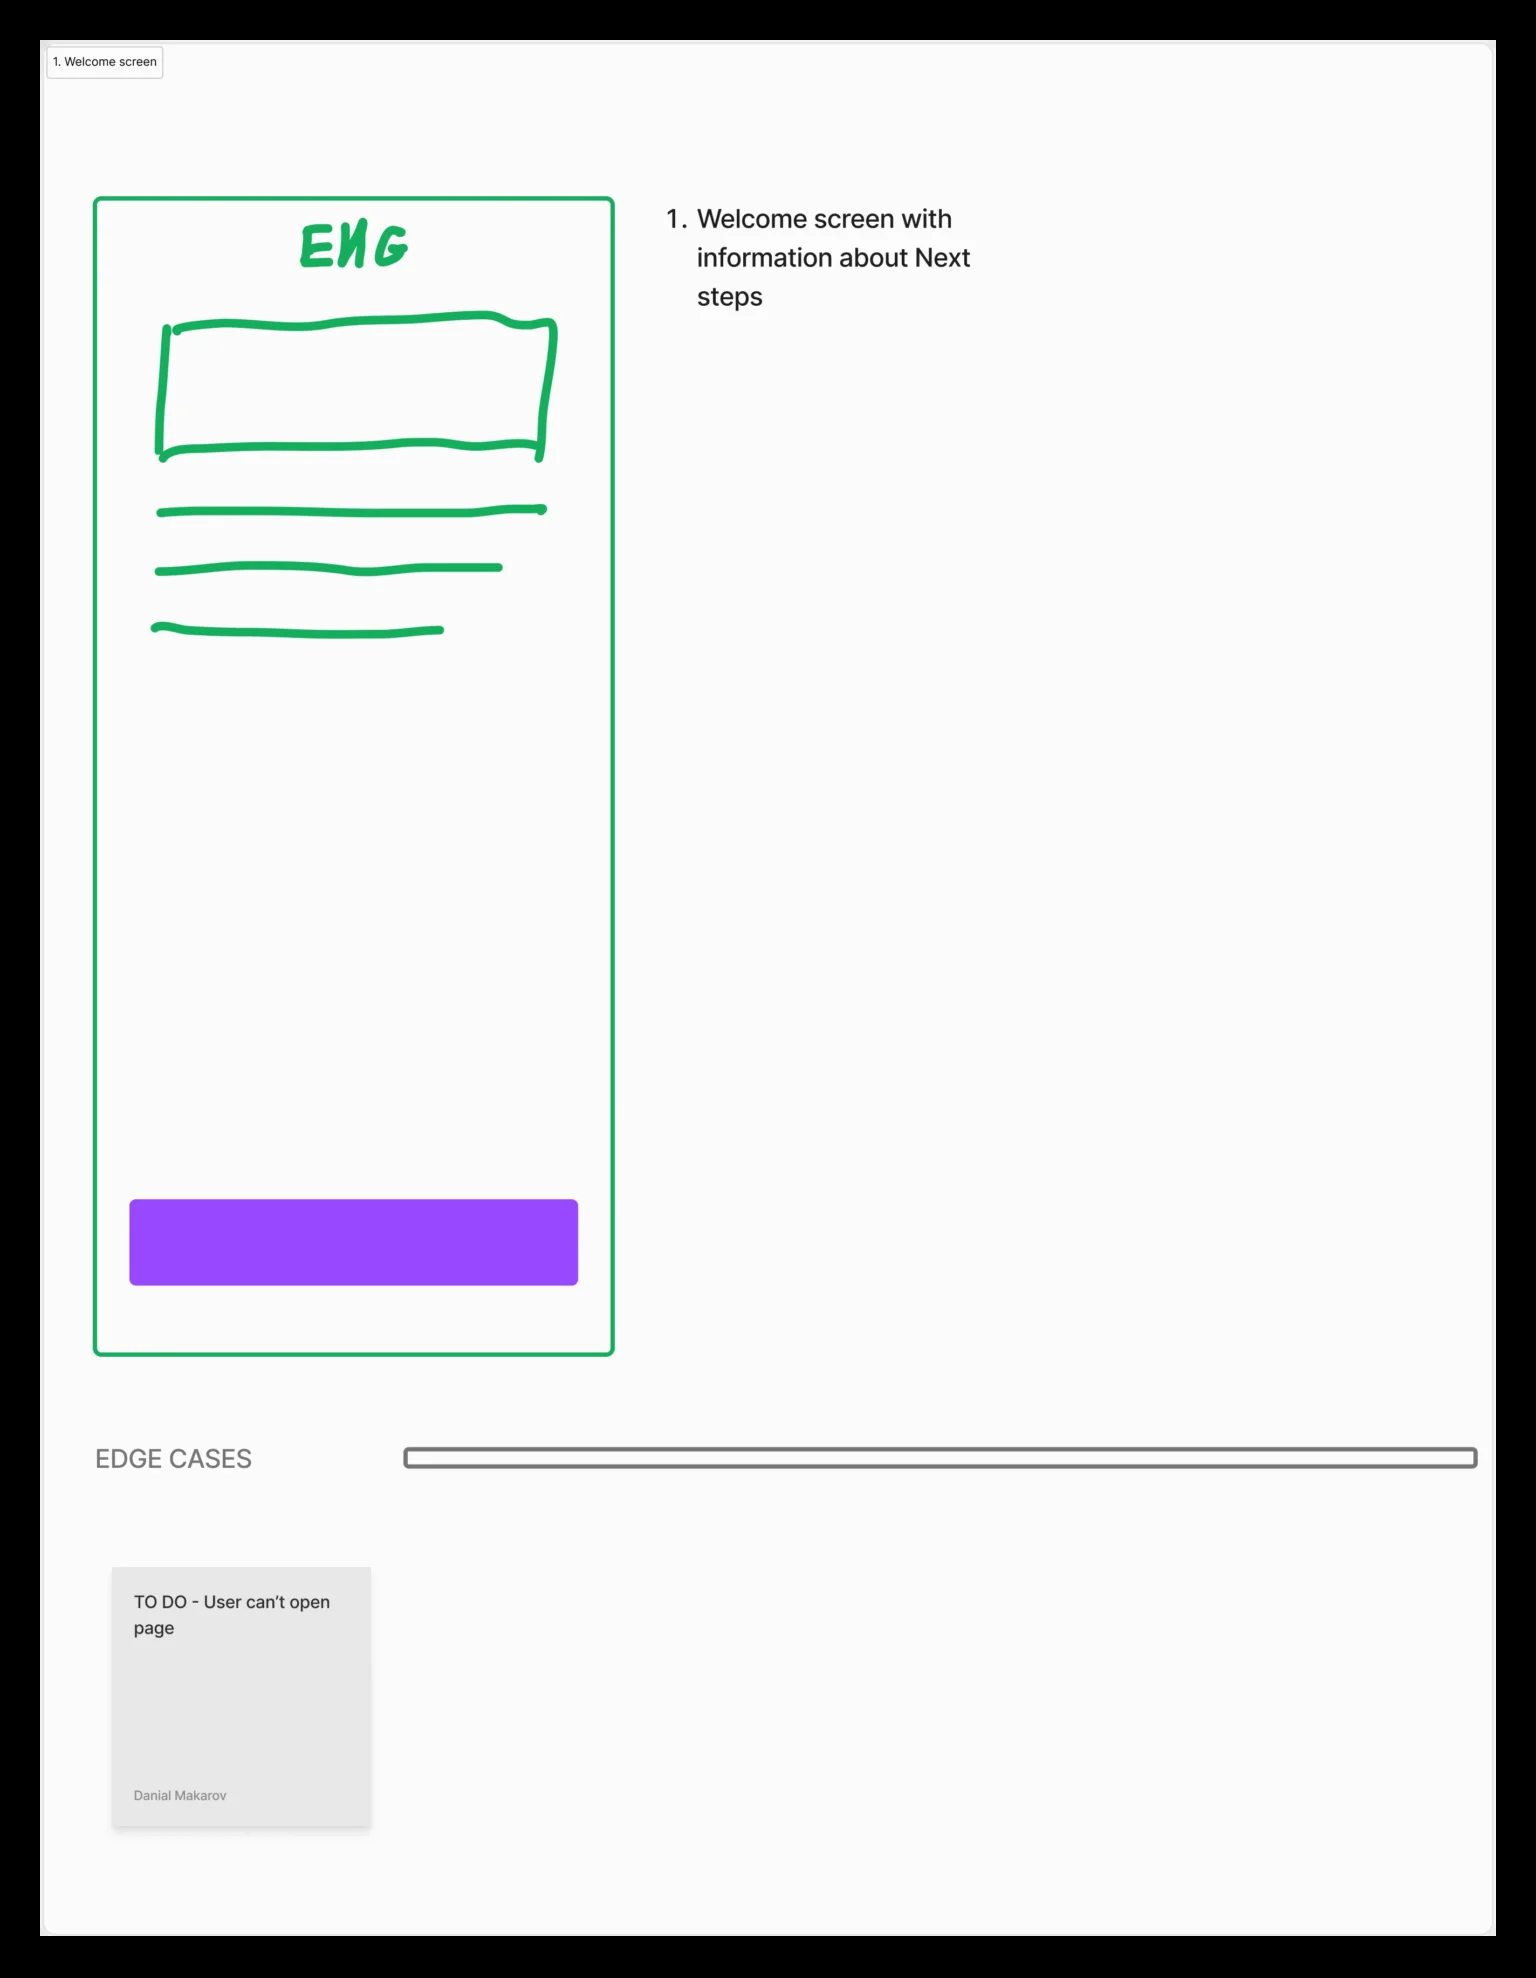 1. Welcome screen
EИG
1. Welcome screen with
information about Next
steps
EDGE CASES
TO DO - User can’t open
page
Danial Makarov